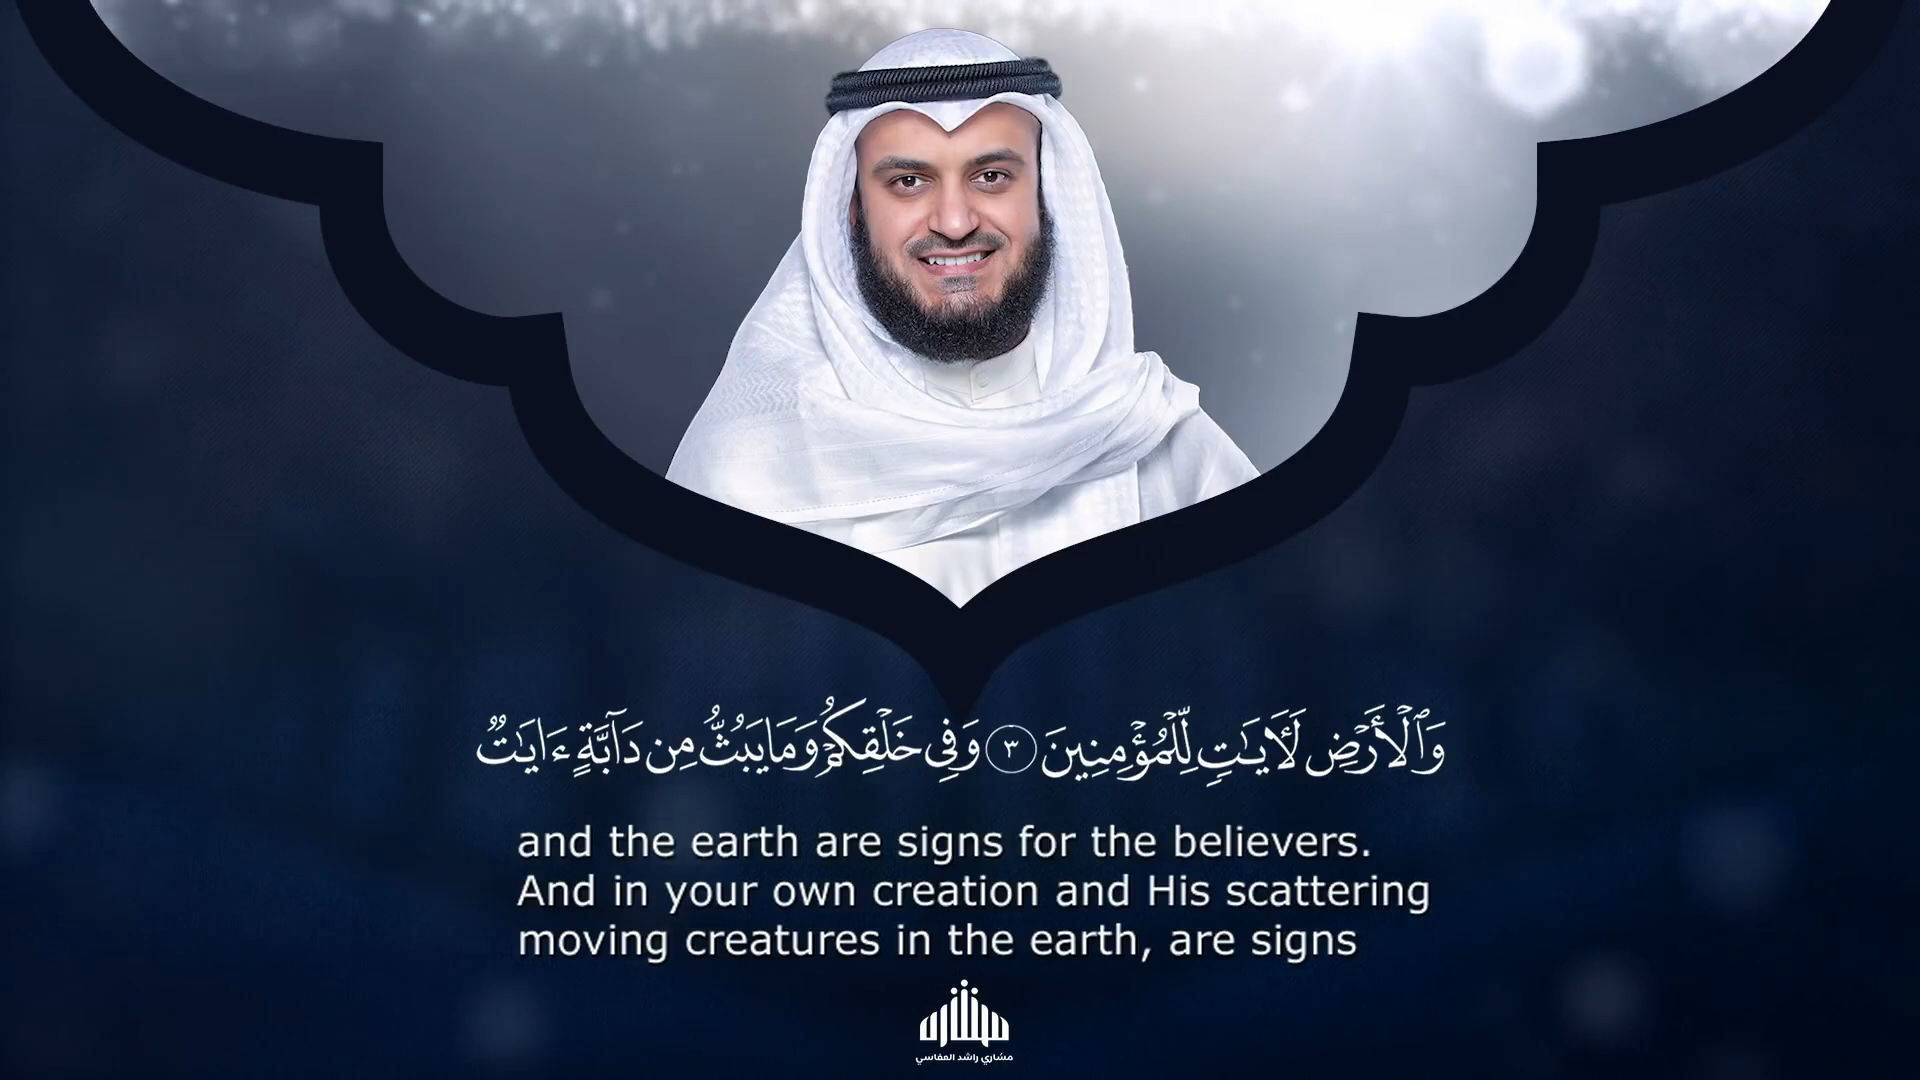 وَٱلْأَرْضِ لَـَٔايَـٰتٍ لِّلْمُؤْمِنِينَ ٣ وَفِى خَلْقِكُمْ وَمَا يَبُثُّ مِن دَآبَّةٍ ءَايَـٰتٌ
and the earth are signs for the believers.
And in your own creation and His scattering
moving creatures in the earth, are signs
مشاري راشد العفاسي